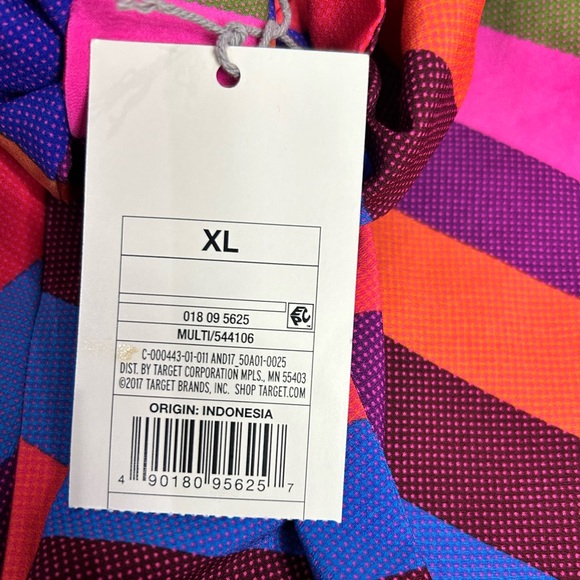 XL
018 09 5625
MULTI/544106
C-000443-01-011 AND17_50A01-0025
DIST. BY TARGET CORPORATION MPLS., MN 55403
©2017 TARGET BRANDS, INC. SHOP TARGET.COM
ORIGIN: INDONESIA
4 90180 95625 7